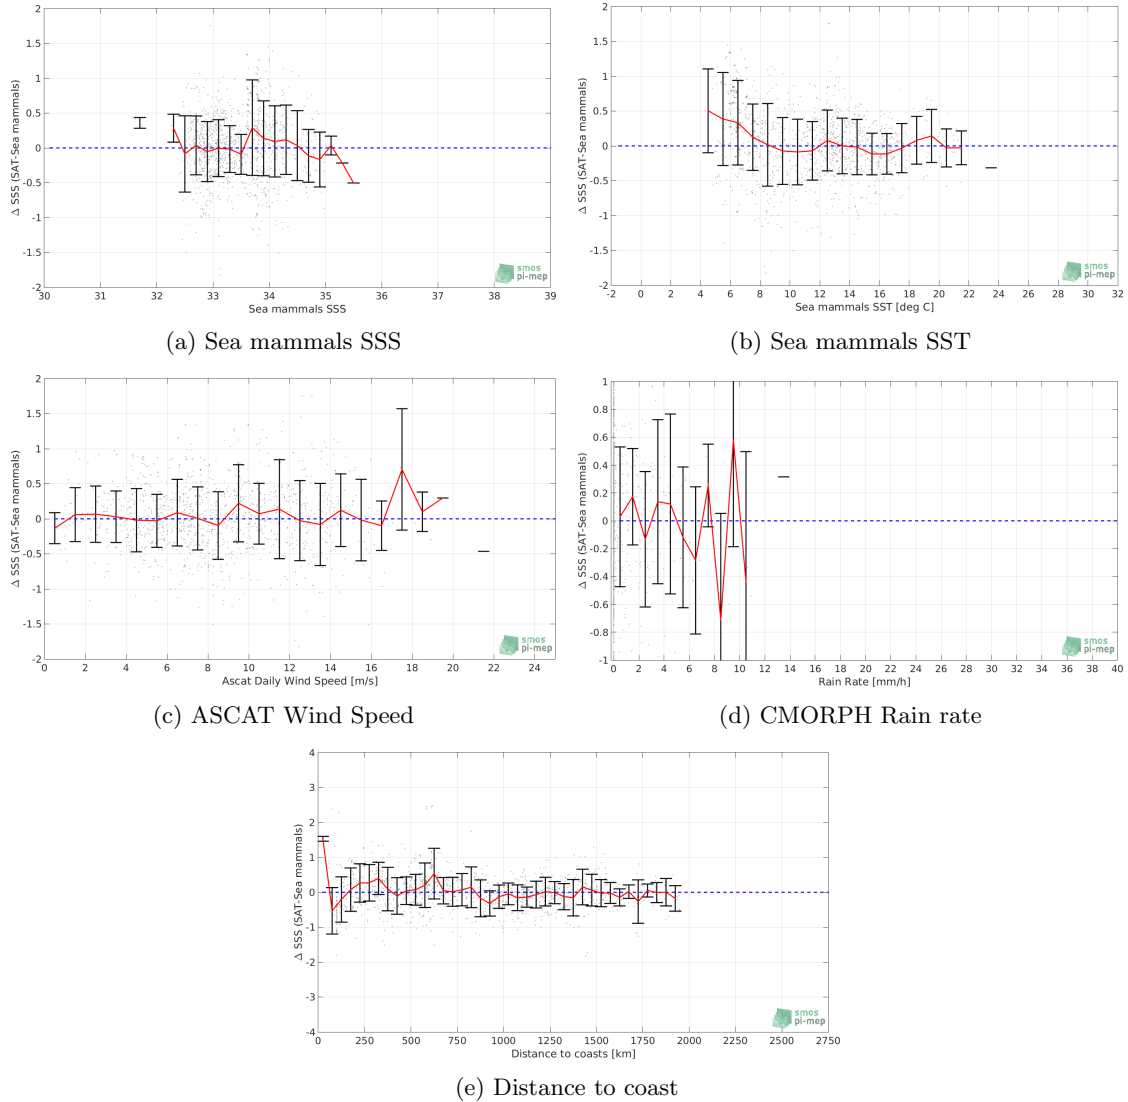 2
1.5
1
0.5
0
-0.5
-1
-1.5
-2
30 31 32 33 34 35 36 37 38 39
Δ SSS (SAT-Sea mammals)
Sea mammals SSS
smos
pi-mep
(a) Sea mammals SSS
2
1.5
1
0.5
0
-0.5
-1
-1.5
-2
-2 0 2 4 6 8 10 12 14 16 18 20 22 24 26 28 30 32
Δ SSS (SAT-Sea mammals)
Sea mammals SST [deg C]
smos
pi-mep
(b) Sea mammals SST
2
1.5
1
0.5
0
-0.5
-1
-1.5
-2
0 2 4 6 8 10 12 14 16 18 20 22 24
Δ SSS (SAT-Sea mammals)
Ascat Daily Wind Speed [m/s]
smos
pi-mep
(c) ASCAT Wind Speed
1
0.8
0.6
0.4
0.2
0
-0.2
-0.4
-0.6
-0.8
-1
0 2 4 6 8 10 12 14 16 18 20 22 24 26 28 30 32 34 36 38 40
Δ SSS (SAT-Sea mammals)
Rain Rate [mm/h]
smos
pi-mep
(d) CMORPH Rain rate
4
3
2
1
0
-1
-2
-3
-4
0 250 500 750 1000 1250 1500 1750 2000 2250 2500 2750
Δ SSS (SAT-Sea mammals)
Distance to coasts [km]
smos
pi-mep
(e) Distance to coast